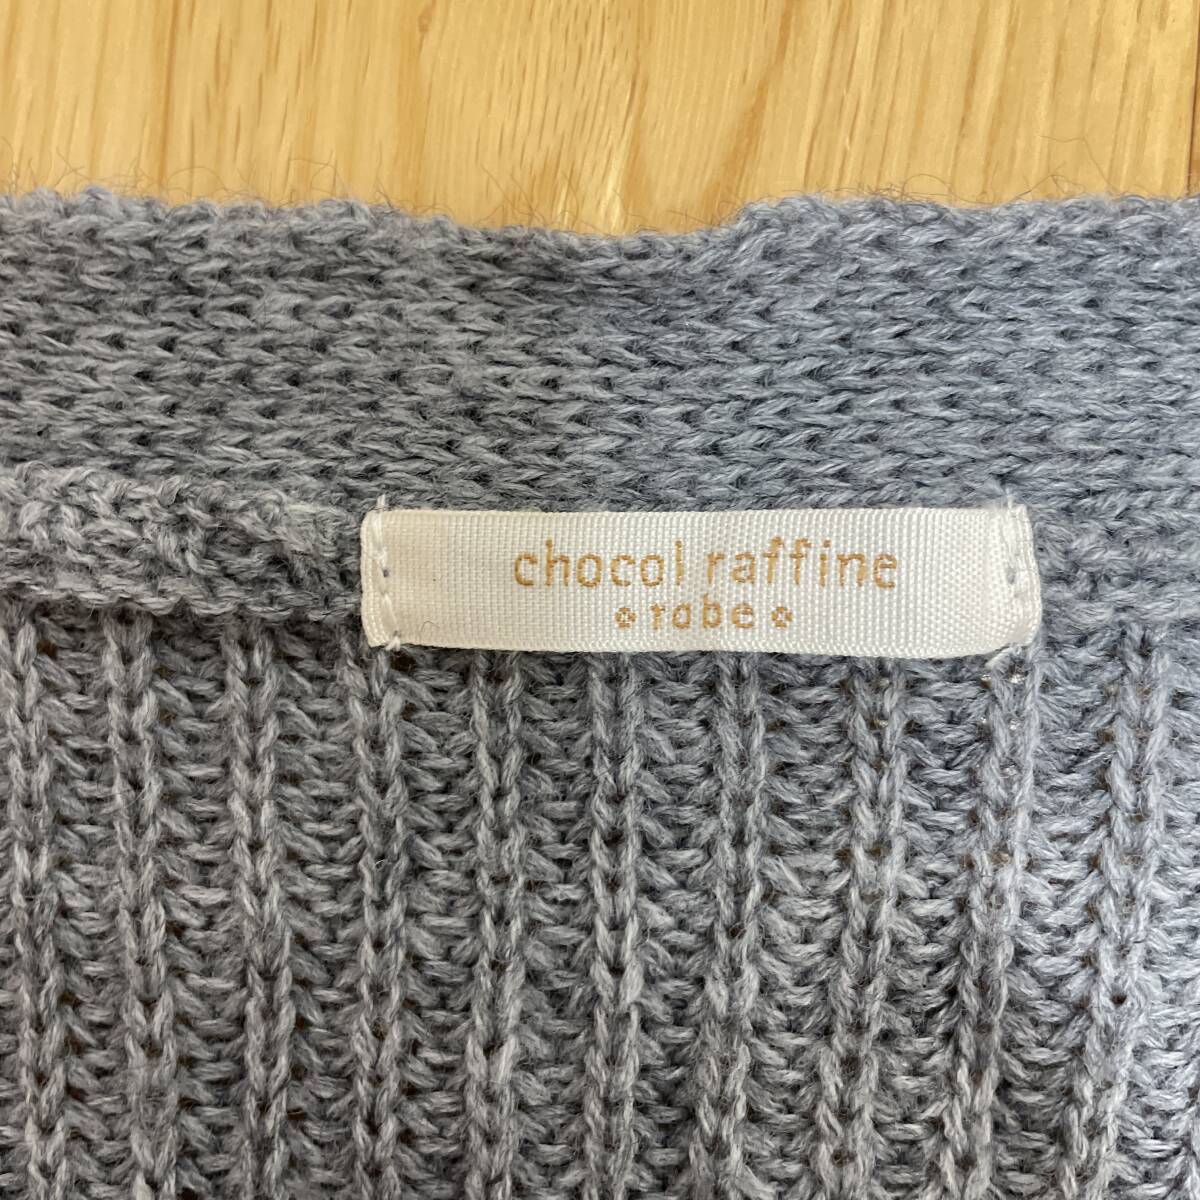 chocol raffine
robe